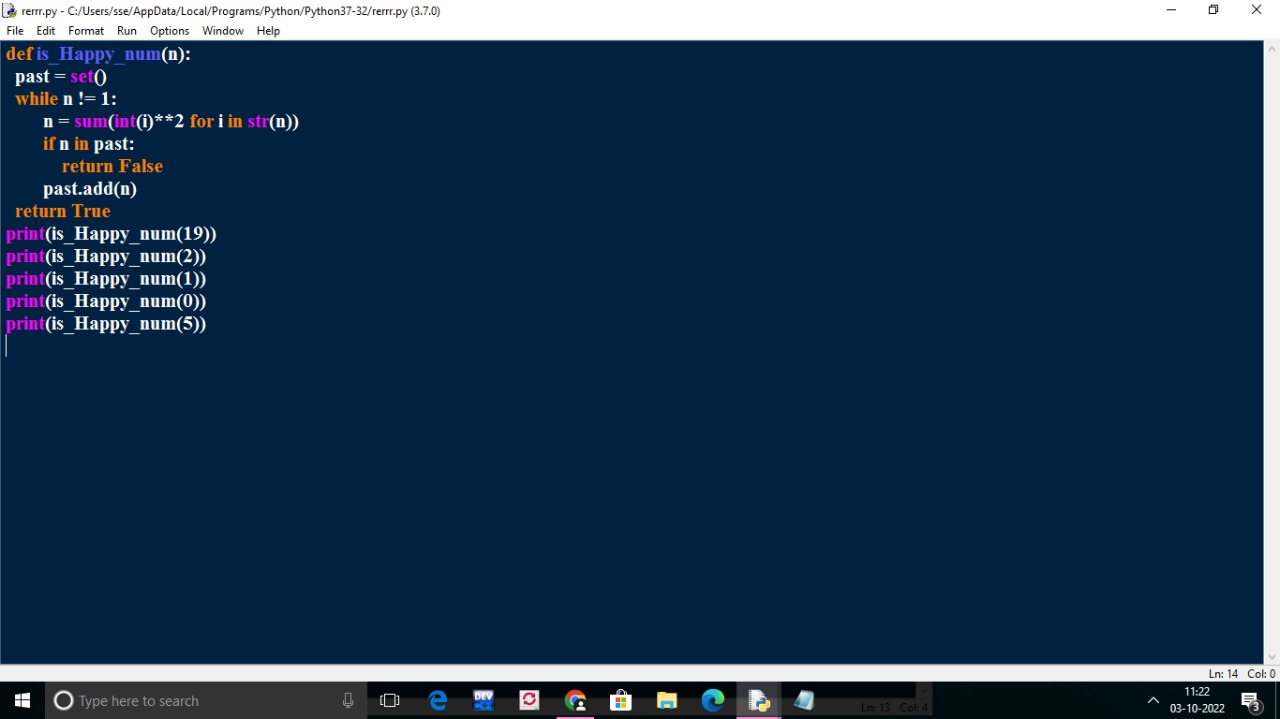 rerrr.py - C:/Users/sse/AppData/Local/Programs/Python/Python37-32/rerrr.py (3.7.0)
File Edit Format Run Options Window Help
def is_Happy_num(n):
  past = set()
  while n != 1:
        n = sum(int(i)**2 for i in str(n))
        if n in past:
            return False
        past.add(n)
  return True
print(is_Happy_num(19))
print(is_Happy_num(2))
print(is_Happy_num(1))
print(is_Happy_num(0))
print(is_Happy_num(5))
Ln: 14 Col: 0
Type here to search
DEV
Ln: 13 Col: 4
11:22
03-10-2022
3